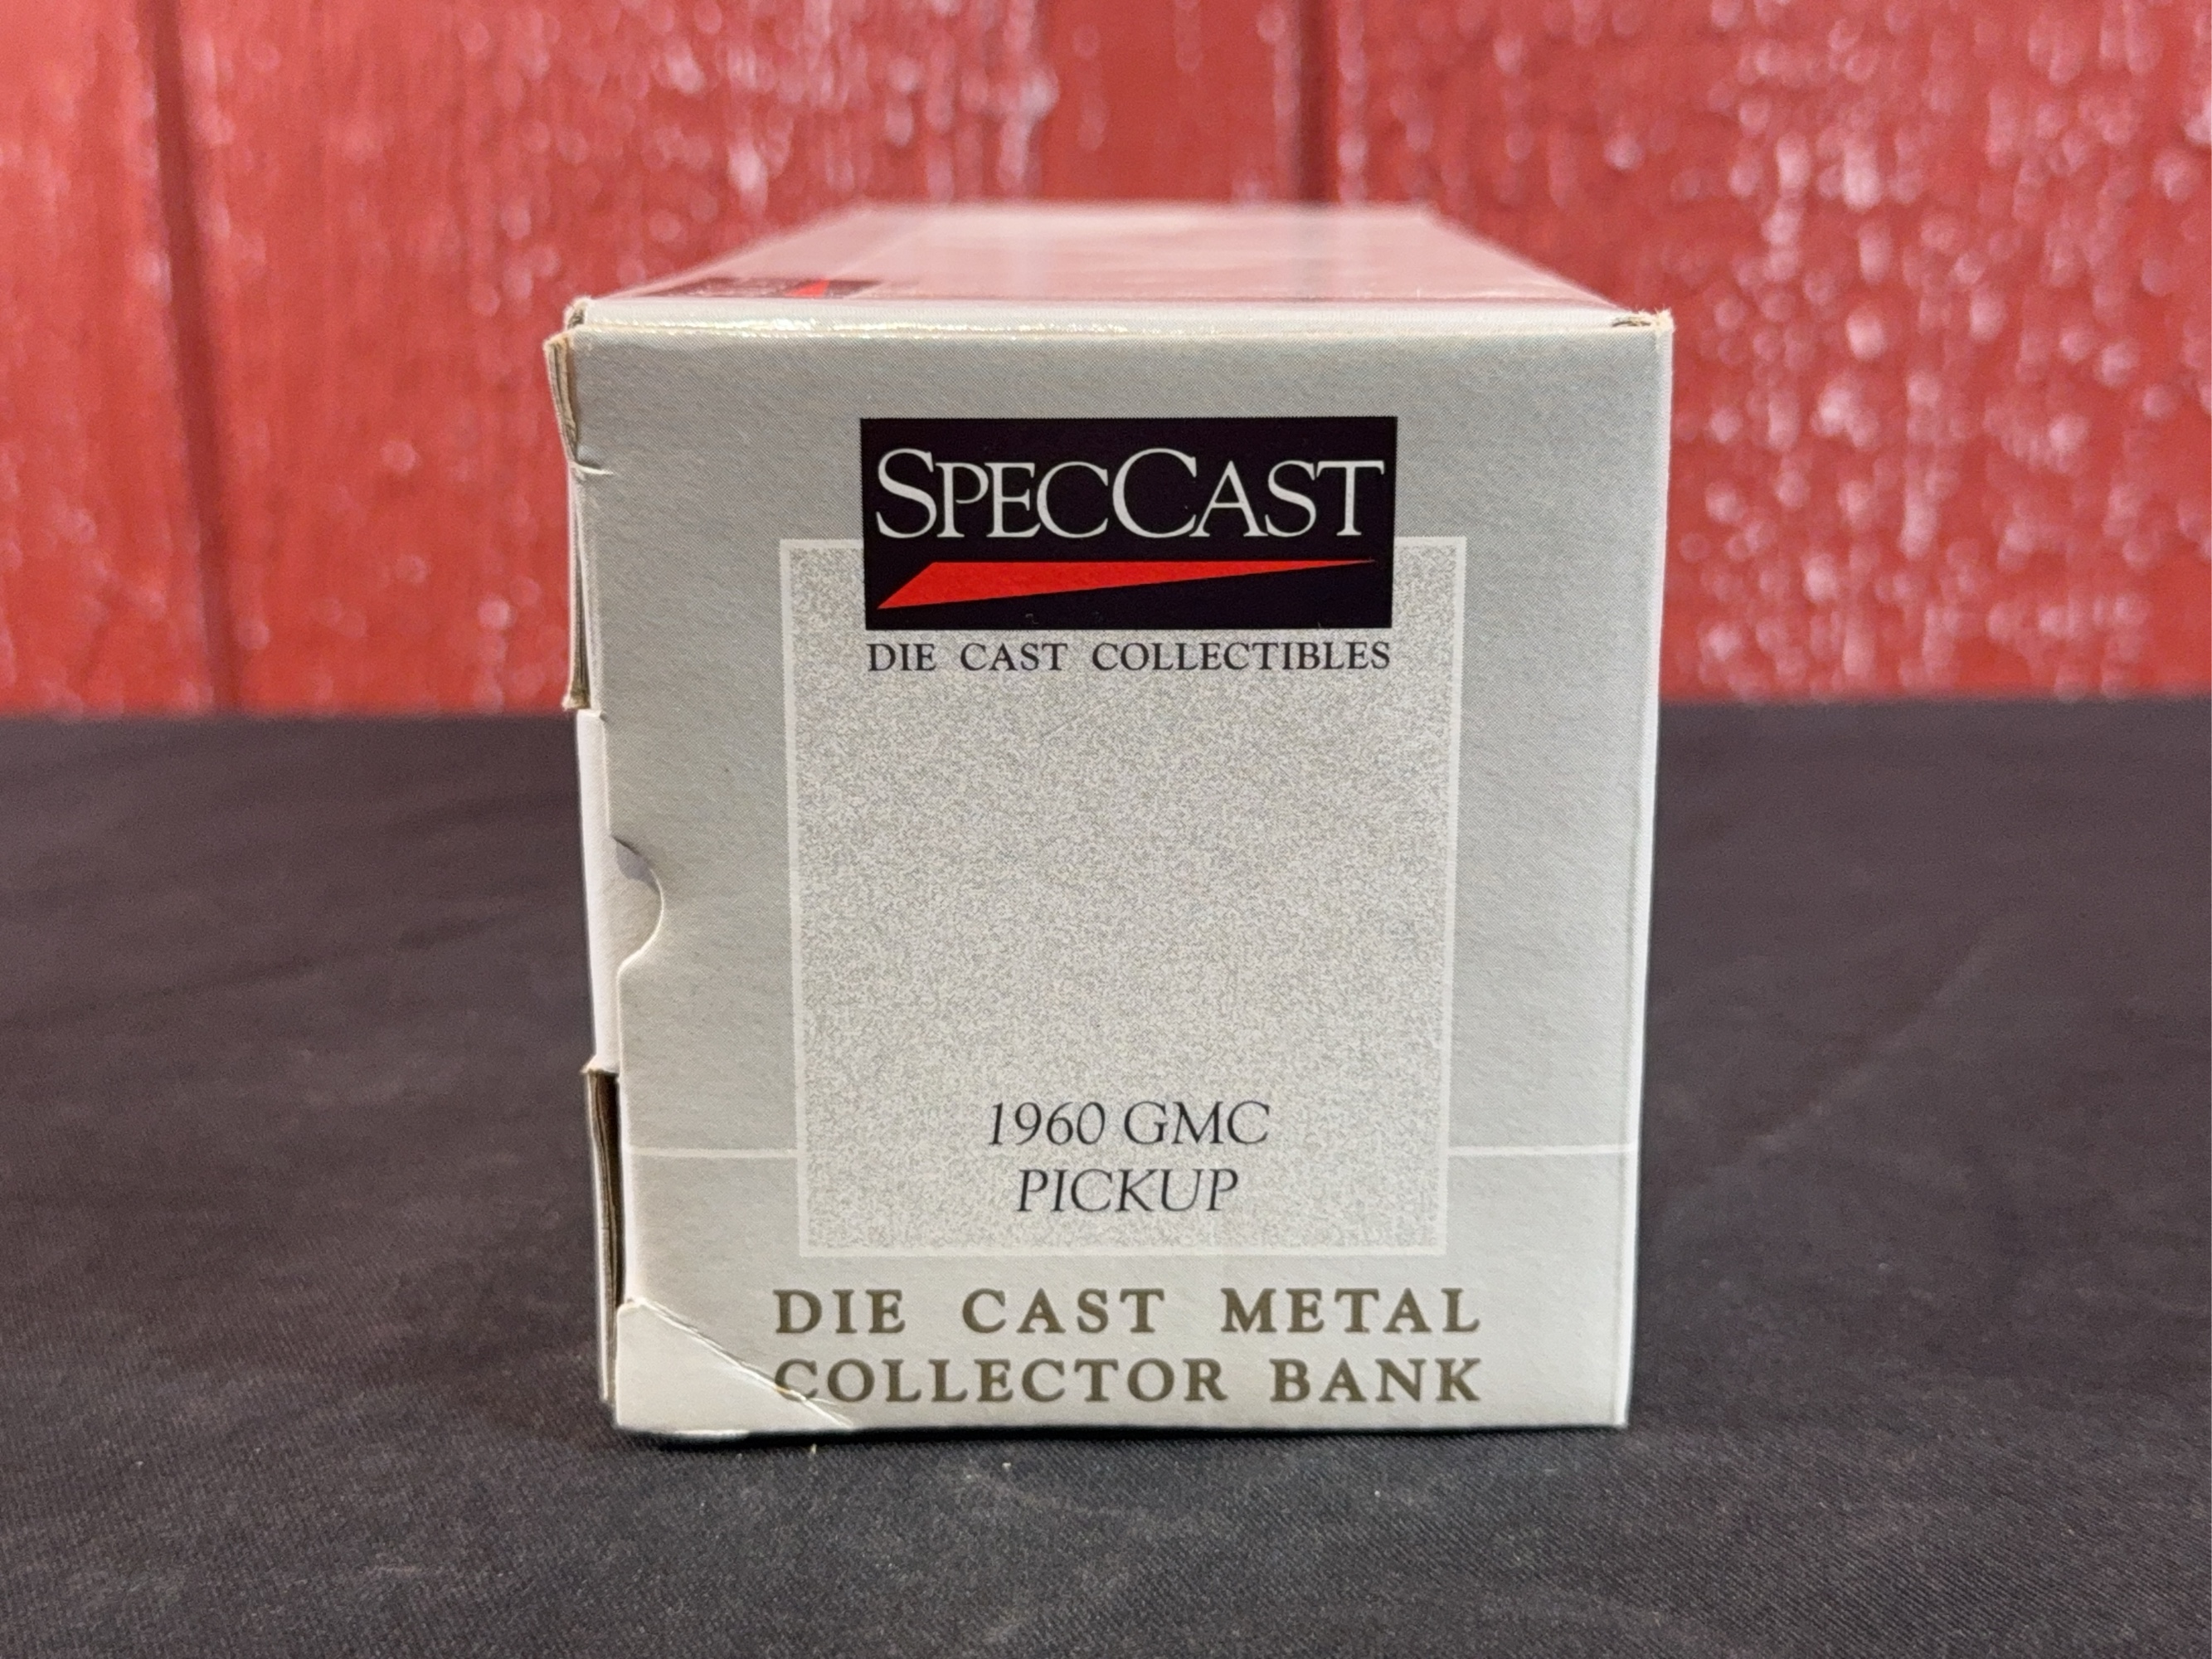 SPECCAST
DIE CAST COLLECTIBLES
1960 GMC
PICKUP
DIE CAST METAL
COLLECTOR BANK